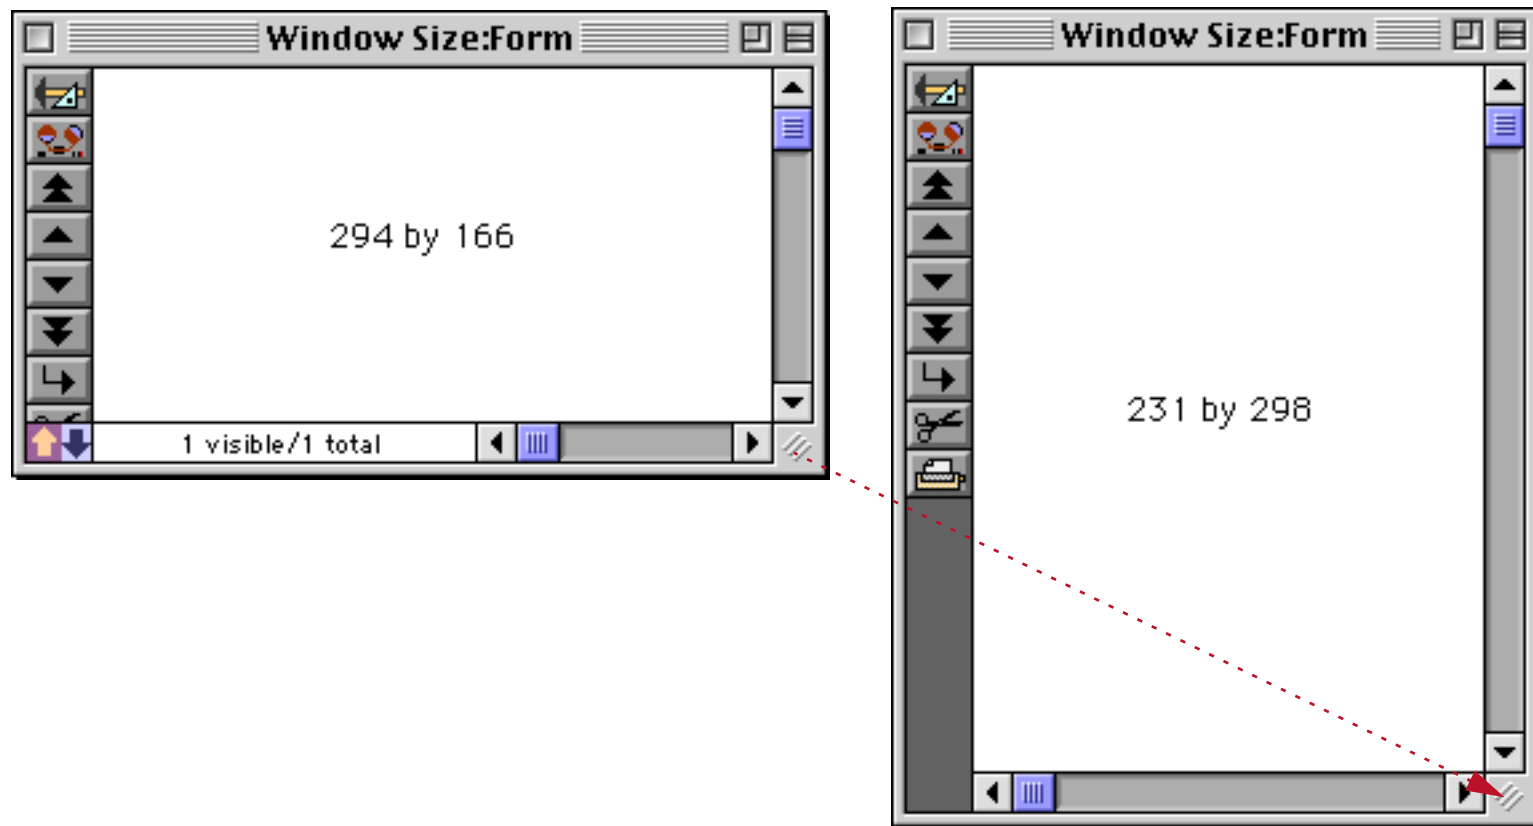 Window Size:Form
294 by 166
1 visible/1 total
Window Size:Form
231 by 298